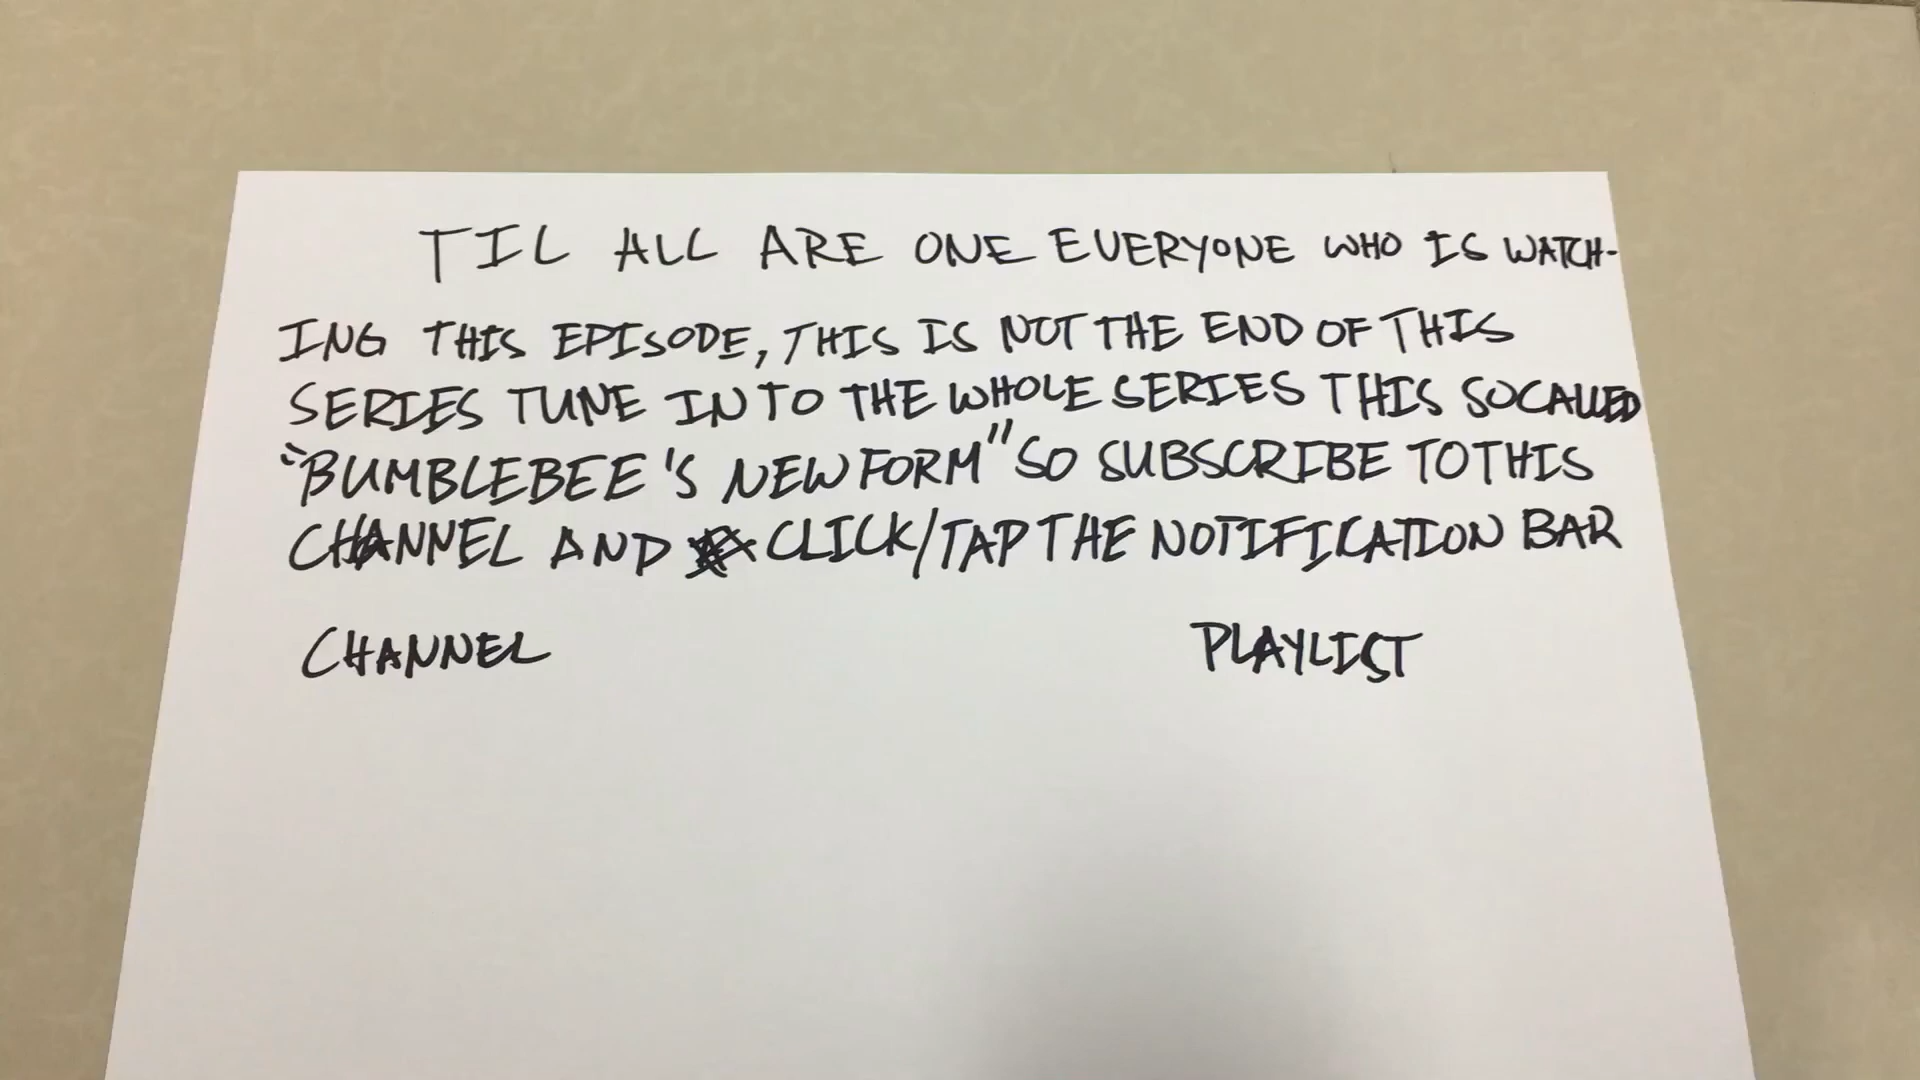 TIL ALL ARE ONE EVERYONE WHO IS WATCH-
ING THIS EPISODE, THIS IS NOT THE END OF THIS
SERIES TUNE IN TO THE WHOLE SERIES THIS SOCALLED
"BUMBLEBEE'S NEW FORM" SO SUBSCRIBE TO THIS
CHANNEL AND CLICK/TAP THE NOTIFICATION BAR
CHANNEL PLAYLIST